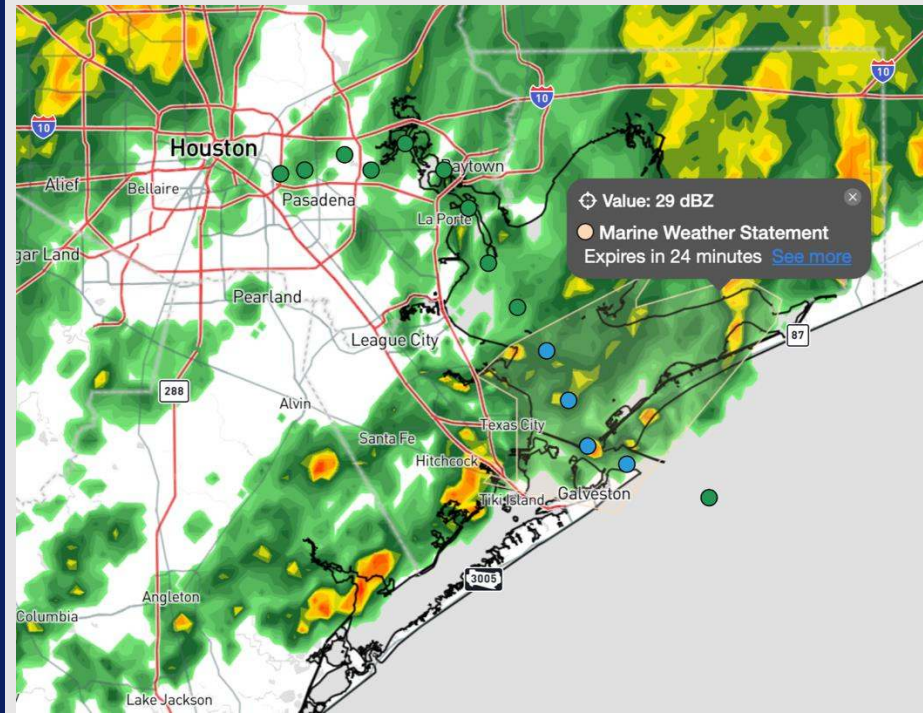 10
10
10
Houston
Baytown
Alief
Bellaire
Pasadena
La Porte
Value: 29 dBZ
Marine Weather Statement
Expires in 24 minutes See more
gar Land
Pearland
League City
87
288
Alvin
Texas City
Santa Fe
Hitchcock
Tiki Island
Galveston
3005
Angleton
Columbia
Lake Jackson